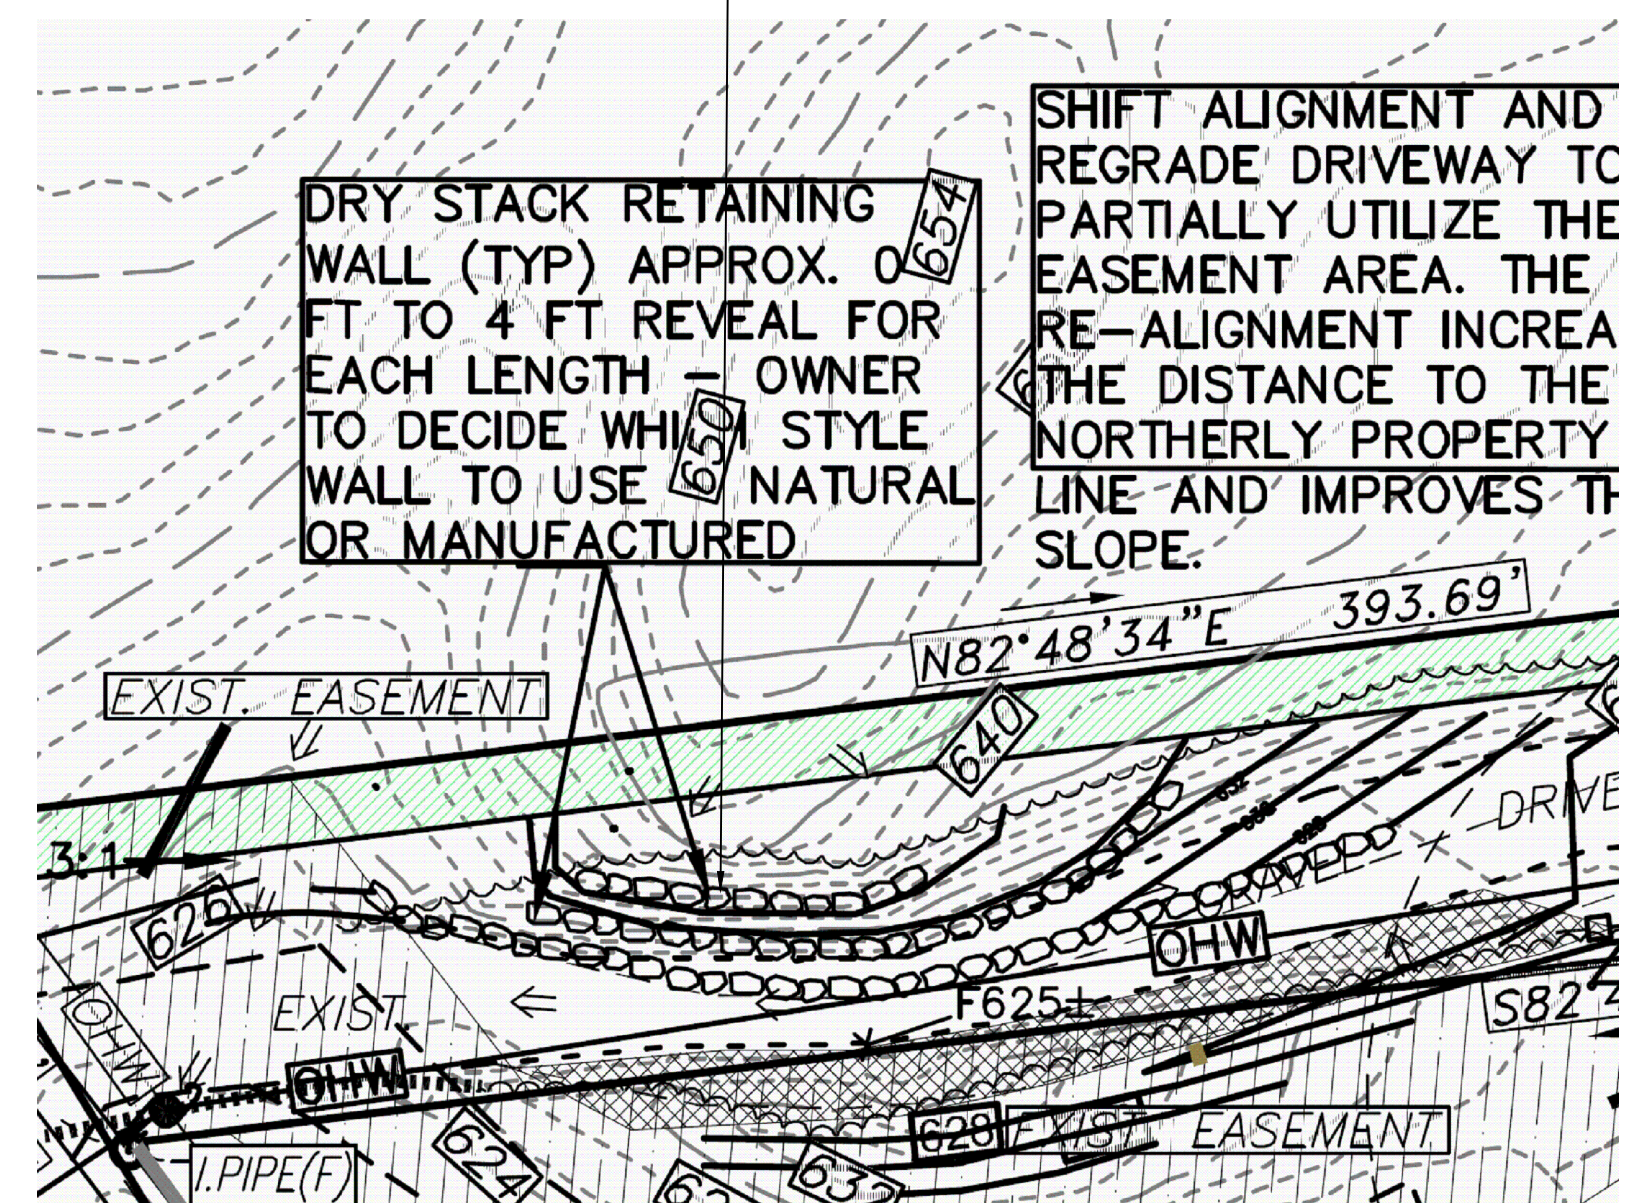 DRY STACK RETAINING
WALL (TYP) APPROX. 0
FT TO 4 FT REVEAL FOR
EACH LENGTH – OWNER
TO DECIDE STYLE
WALL TO USE NATURAL
OR MANUFACTURED
654
650
SHIFT ALIGNMENT AND
REGRADE DRIVEWAY TO
PARTIALLY UTILIZE THE
EASEMENT AREA. THE
RE–ALIGNMENT INCREA
THE DISTANCE TO THE
NORTHERLY PROPERTY
LINE AND IMPROVES TH
SLOPE.
N82°48'34"E 393.69'
EXIST. EASEMENT
640
3:1
626
632
630
628
DRIVE
GRAVEL
OHW
F625±
S82°
EXIST.
OHW
OHW
628
EXIST EASEMENT
I.PIPE(F)
624
632